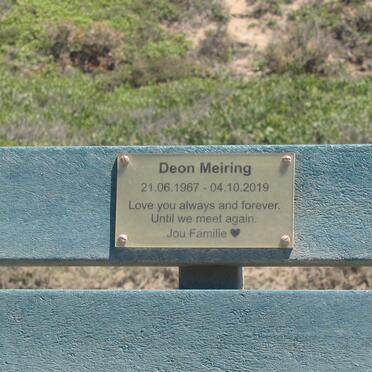 Deon Meiring
21.06.1967 - 04.10.2019
Love you always and forever.
Until we meet again.
Jou Familie ♥